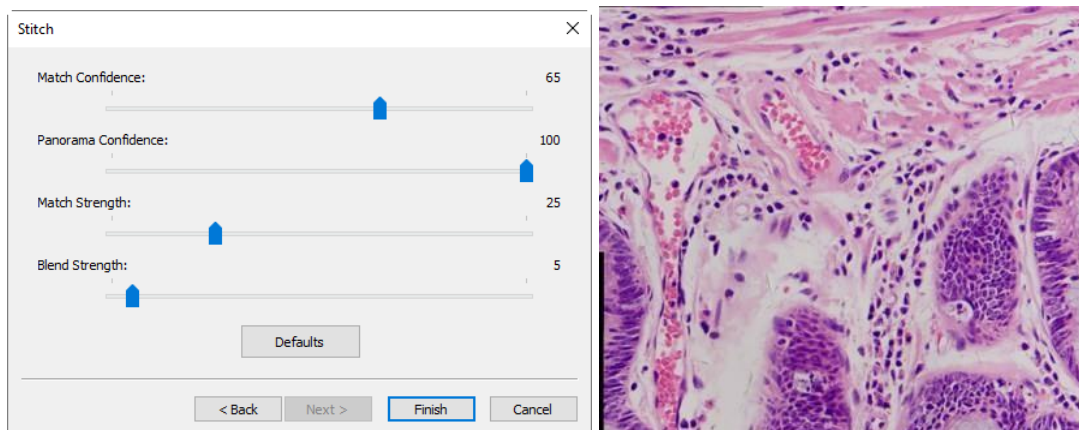 Stitch
Match Confidence: 65
Panorama Confidence: 100
Match Strength: 25
Blend Strength: 5
Defaults
< Back Next > Finish Cancel